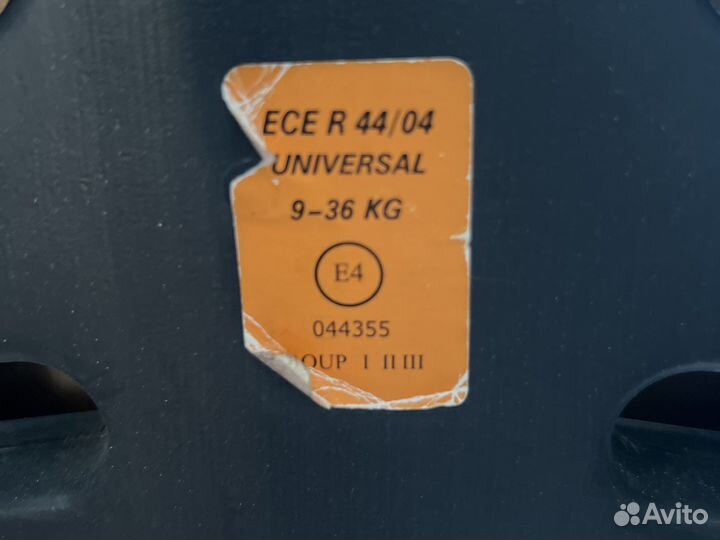 ECE R 44/04
UNIVERSAL
9-36 KG
E4
044355
OUP I II III
Avito